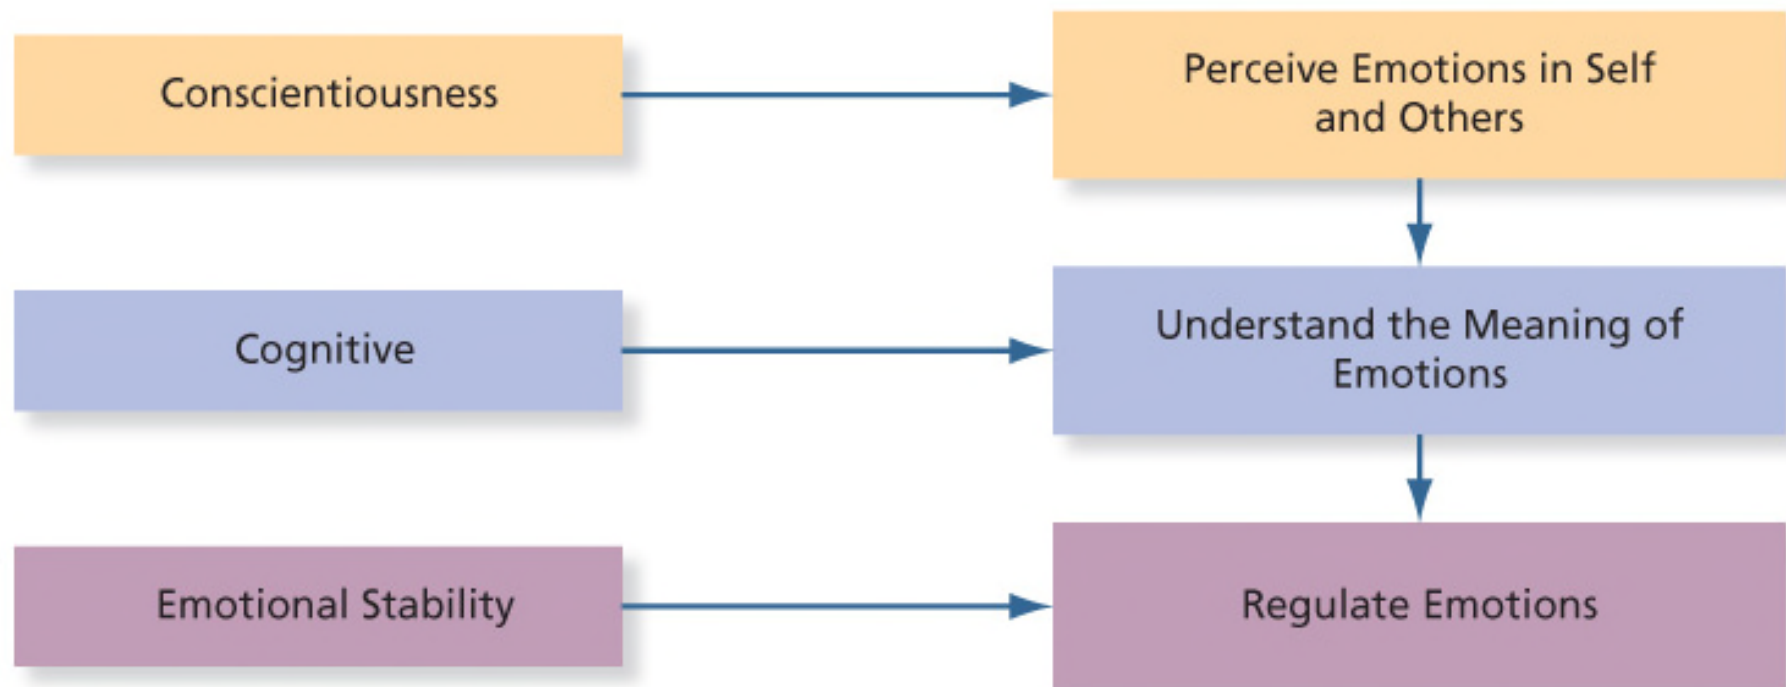 Conscientiousness
Perceive Emotions in Self
and Others
Cognitive
Understand the Meaning of
Emotions
Emotional Stability
Regulate Emotions